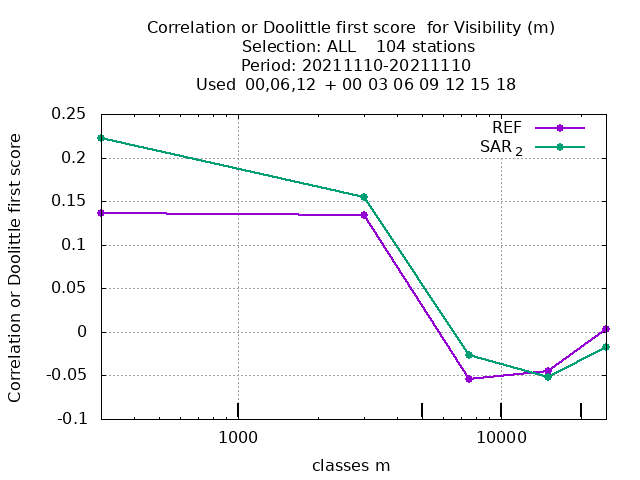 Correlation or Doolittle first score  for Visibility (m)
Selection: ALL    104 stations
Period: 20211110-20211110
Used  00,06,12  + 00 03 06 09 12 15 18
Correlation or Doolittle first score
0.25
0.2
0.15
0.1
0.05
0
-0.05
-0.1
REF
SAR 2
1000
10000
classes m